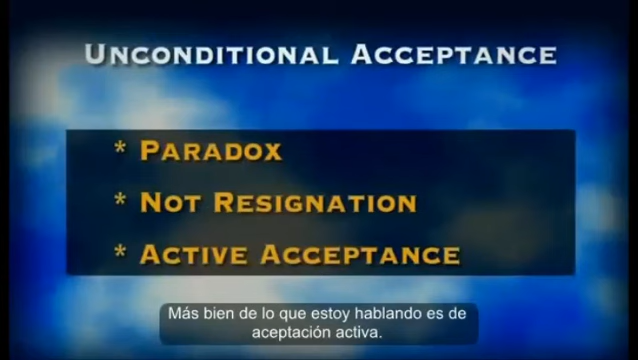 UNCONDITIONAL ACCEPTANCE
* PARADOX
* NOT RESIGNATION
* ACTIVE ACCEPTANCE
Más bien de lo que estoy hablando es de
aceptación activa.